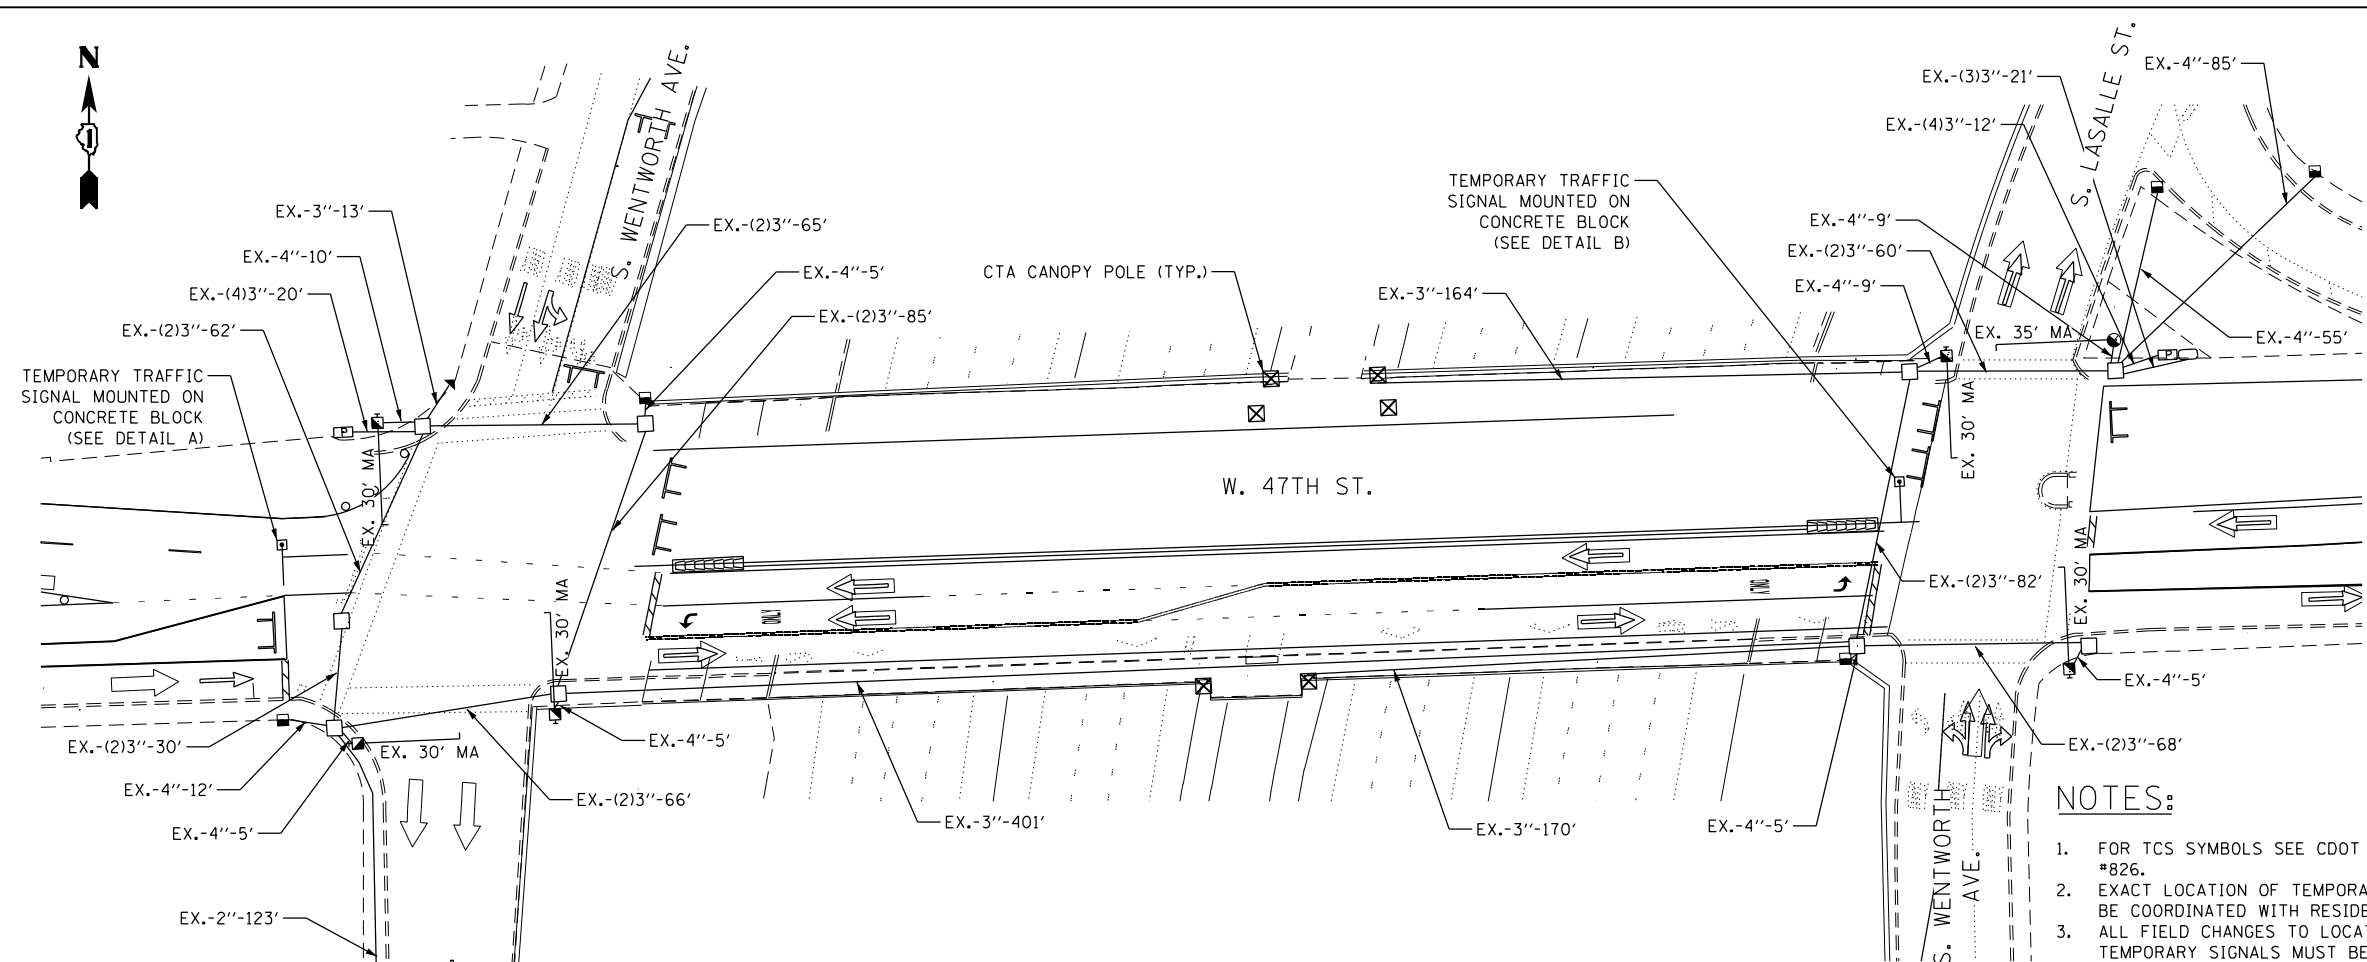 N
1
S. WENTWORTH AVE.
S. LASALLE ST.
EX.-(3)3''-21'
EX.-4''-85'
EX.-(4)3''-12'
TEMPORARY TRAFFIC
SIGNAL MOUNTED ON
CONCRETE BLOCK
(SEE DETAIL B)
EX.-3''-13'
EX.-(2)3''-65'
EX.-4''-9'
EX.-4''-10'
EX.-4''-5'
CTA CANOPY POLE (TYP.)
EX.-(2)3''-60'
EX.-(4)3''-20'
EX.-(2)3''-85'
EX.-3''-164'
EX.-4''-9'
EX. 35' MA
EX.-4''-55'
EX.-(2)3''-62'
P
TEMPORARY TRAFFIC
SIGNAL MOUNTED ON
CONCRETE BLOCK
(SEE DETAIL A)
P
EX. 30' MA
EX. 30' MA
W. 47TH ST.
EX. 30' MA
EX. 30' MA
EX.-(2)3''-82'
EX.-4''-5'
EX.-(2)3''-30'
EX. 30' MA
EX.-4''-5'
EX.-(2)3''-68'
EX.-4''-12'
EX.-(2)3''-66'
EX.-4''-5'
EX.-3''-401'
EX.-3''-170'
EX.-4''-5'
EX.-2''-123'
S. WENTWORTH
AVE.
NOTES:
1. FOR TCS SYMBOLS SEE CDOT
#826.
2. EXACT LOCATION OF TEMPORA
BE COORDINATED WITH RESIDE
3. ALL FIELD CHANGES TO LOCAT
TEMPORARY SIGNALS MUST BE